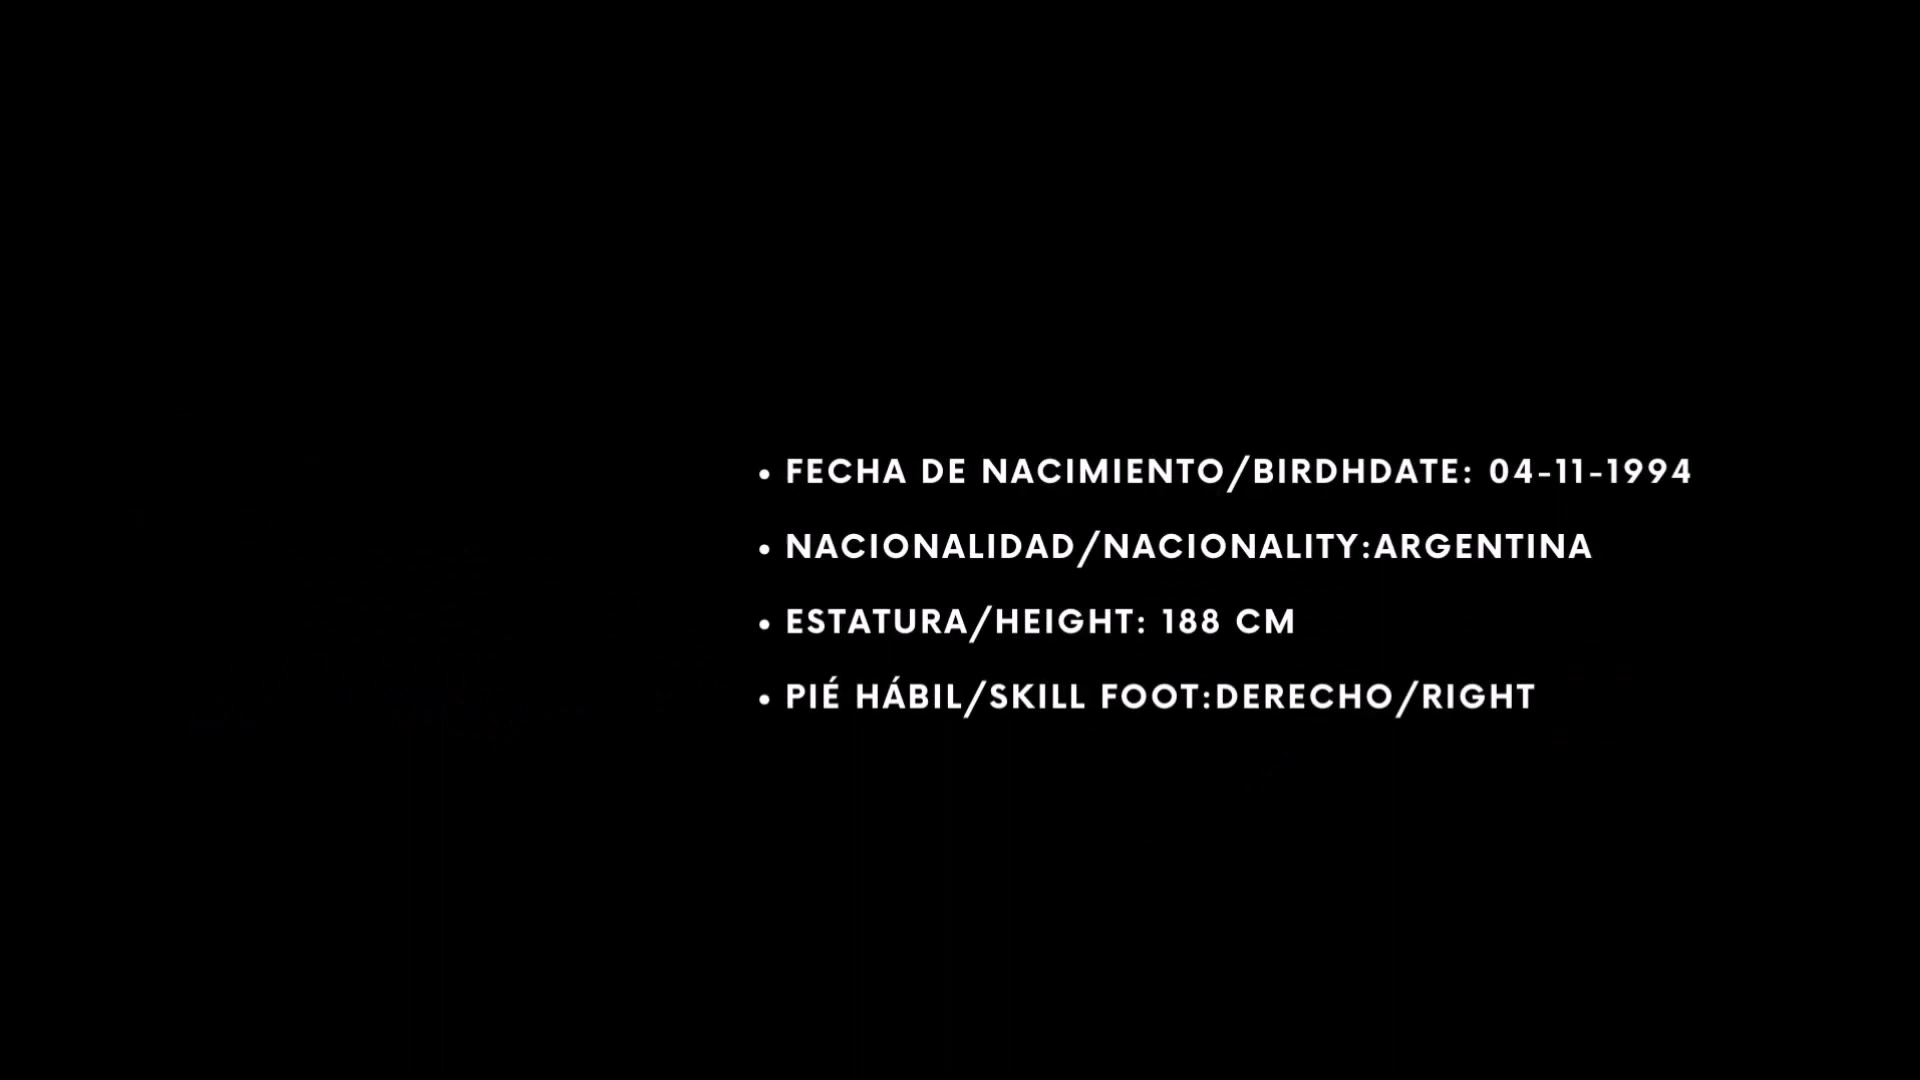 • FECHA DE NACIMIENTO/BIRDHDATE: 04-11-1994
• NACIONALIDAD/NACIONALITY:ARGENTINA
• ESTATURA/HEIGHT: 188 CM
• PIÉ HÁBIL/SKILL FOOT:DERECHO/RIGHT